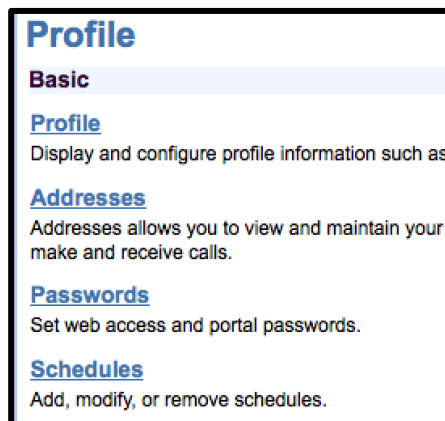 Profile
Basic
Profile
Display and configure profile information such as
Addresses
Addresses allows you to view and maintain your
make and receive calls.
Passwords
Set web access and portal passwords.
Schedules
Add, modify, or remove schedules.